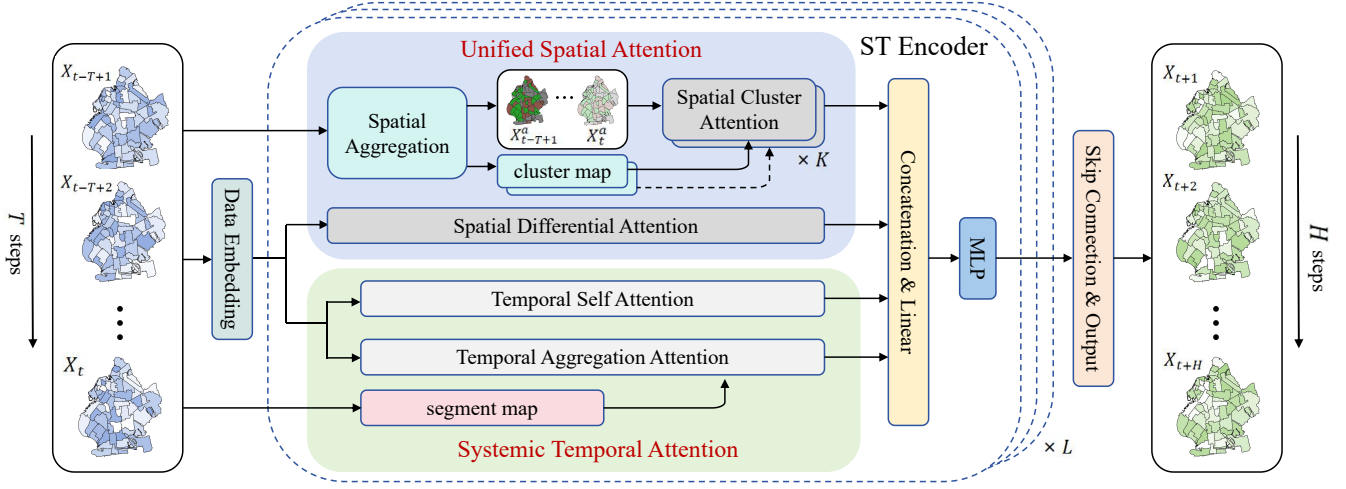 T steps
X_{t-T+1}
X_{t-T+2}
X_t
Data Embedding
Unified Spatial Attention
ST Encoder
Spatial
Aggregation
X^a_{t-T+1}
X^a_t
Spatial Cluster
Attention
× K
cluster map
Spatial Differential Attention
Temporal Self Attention
Temporal Aggregation Attention
segment map
Systemic Temporal Attention
Concatenation & Linear
MLP
× L
Skip Connection & Output
X_{t+1}
X_{t+2}
X_{t+H}
H steps